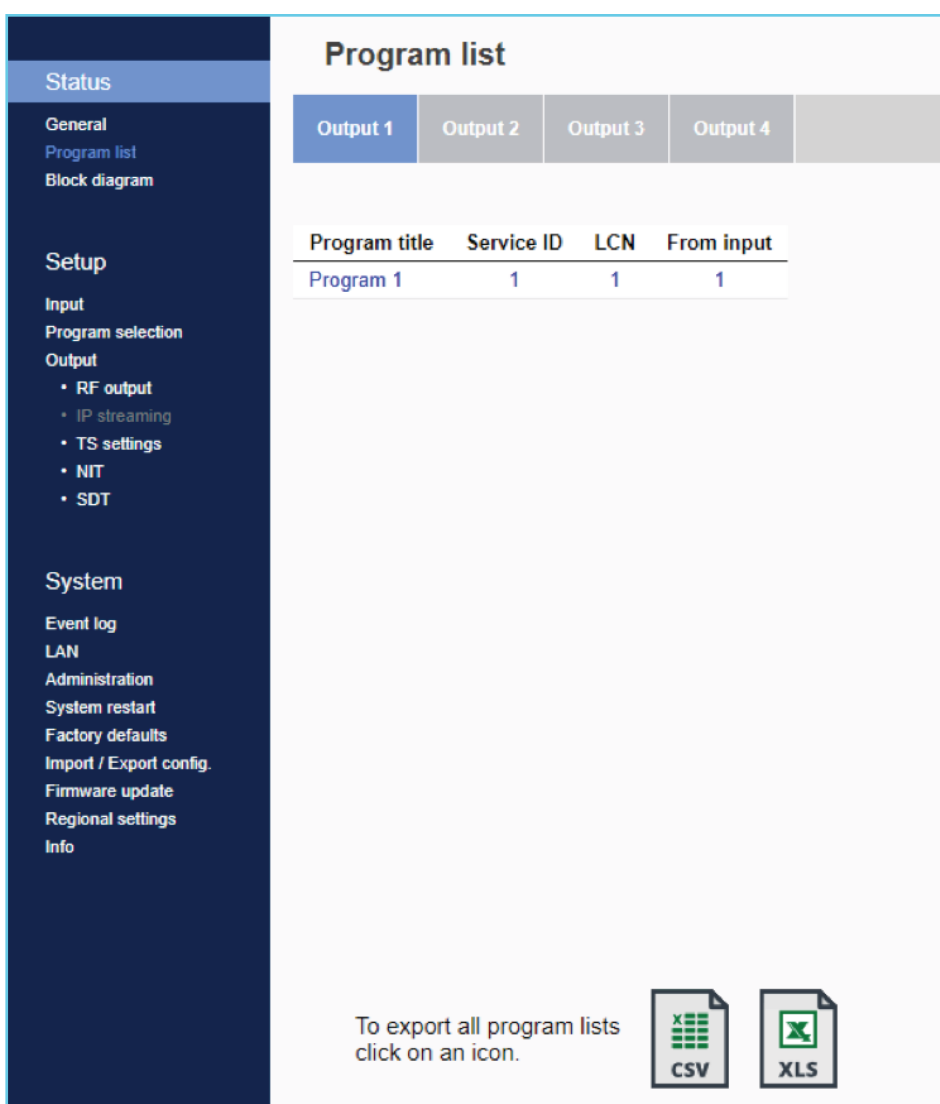 Status
General
Program list
Block diagram
Setup
Input
Program selection
Output
• RF output
• IP streaming
• TS settings
• NIT
• SDT
System
Event log
LAN
Administration
System restart
Factory defaults
Import / Export config.
Firmware update
Regional settings
Info
Program list
Output 1 Output 2 Output 3 Output 4
Program title Service ID LCN From input
Program 1 1 1 1
To export all program lists
click on an icon.
X
CSV
X
XLS